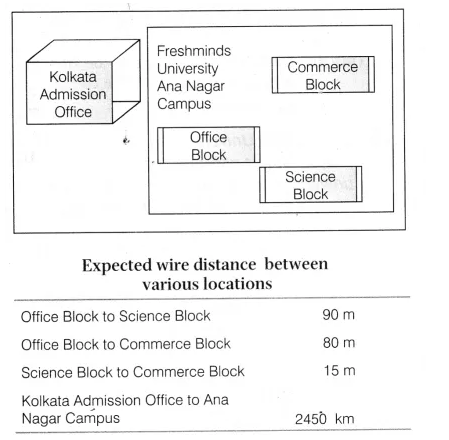 Kolkata
Admission
Office
Freshminds
University
Ana Nagar
Campus
Commerce
Block
Office
Block
Science
Block
Expected wire distance between
various locations
Office Block to Science Block 90 m
Office Block to Commerce Block 80 m
Science Block to Commerce Block 15 m
Kolkata Admission Office to Ana
Nagar Campus 2450 km